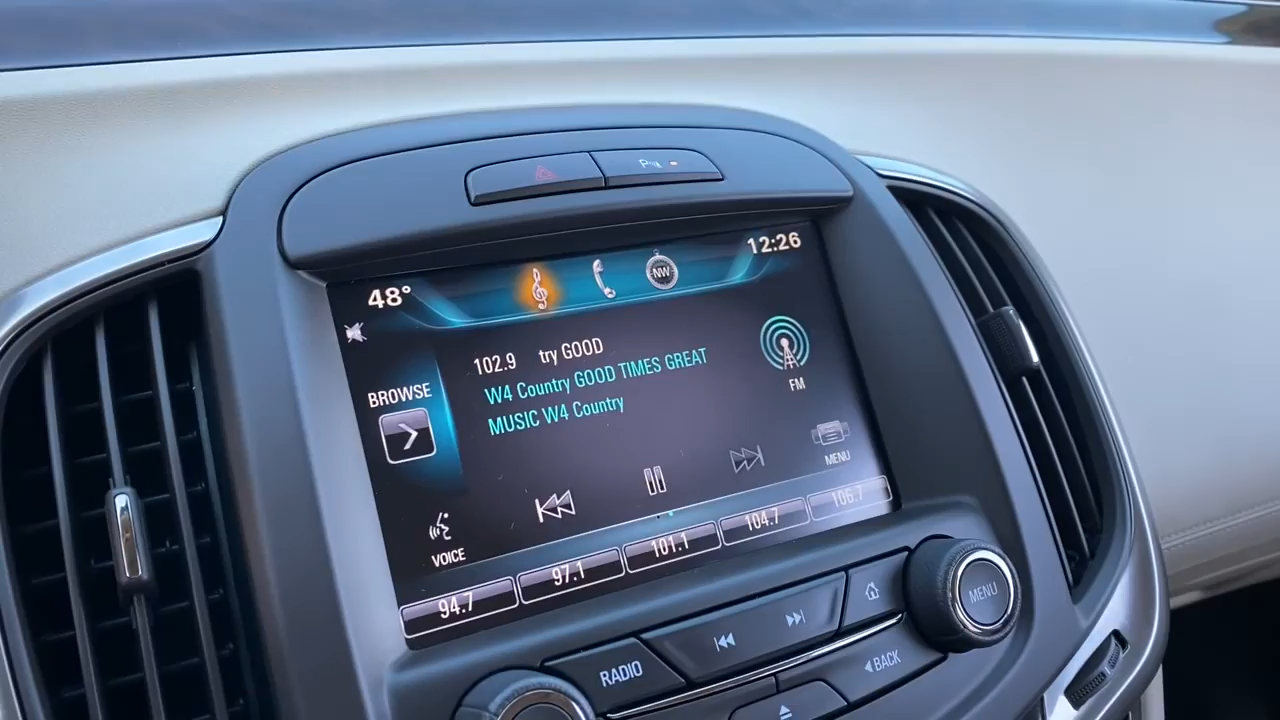 P
48°
NW
12:26
102.9 try GOOD
W4 Country GOOD TIMES GREAT
MUSIC W4 Country
FM
BROWSE
MENU
VOICE
94.7
97.1
101.1
104.7
106.7
RADIO
BACK
MENU